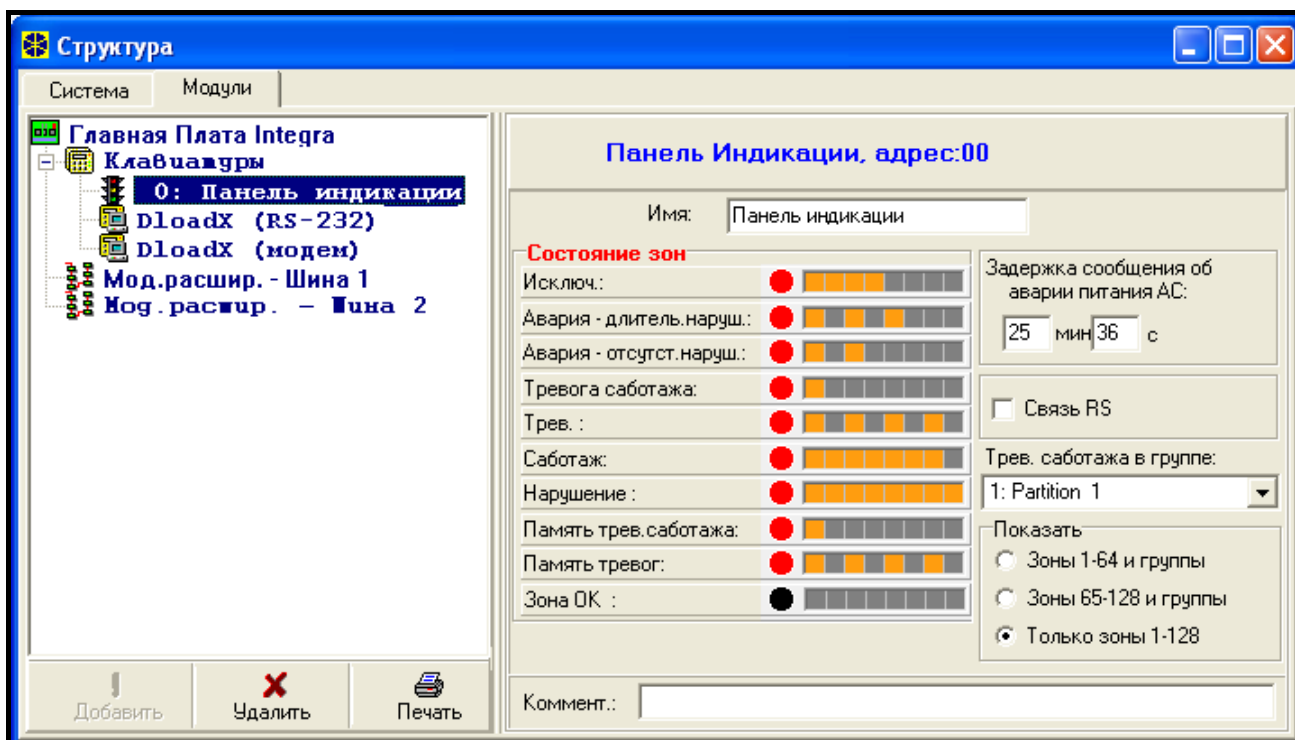 Структура
Система Модули
Главная Плата Integra
Клавиатуры
0: Панель индикации
DloadX (RS-232)
DloadX (модем)
Мод.расшир. - Шина 1
Мод.расшир. – Шина 2
Добавить Удалить Печать
Панель Индикации, адрес:00
Имя: Панель индикации
Состояние зон
Исключ.:
Авария - длитель.наруш.:
Авария - отсутст.наруш.:
Тревога саботажа:
Трев. :
Саботаж:
Нарушение :
Память трев.саботажа:
Память тревог:
Зона ОК :
Задержка сообщения об
аварии питания АС:
25 мин 36 с
Связь RS
Трев. саботажа в группе:
1: Partition 1
Показать
Зоны 1-64 и группы
Зоны 65-128 и группы
Только зоны 1-128
Коммент.: